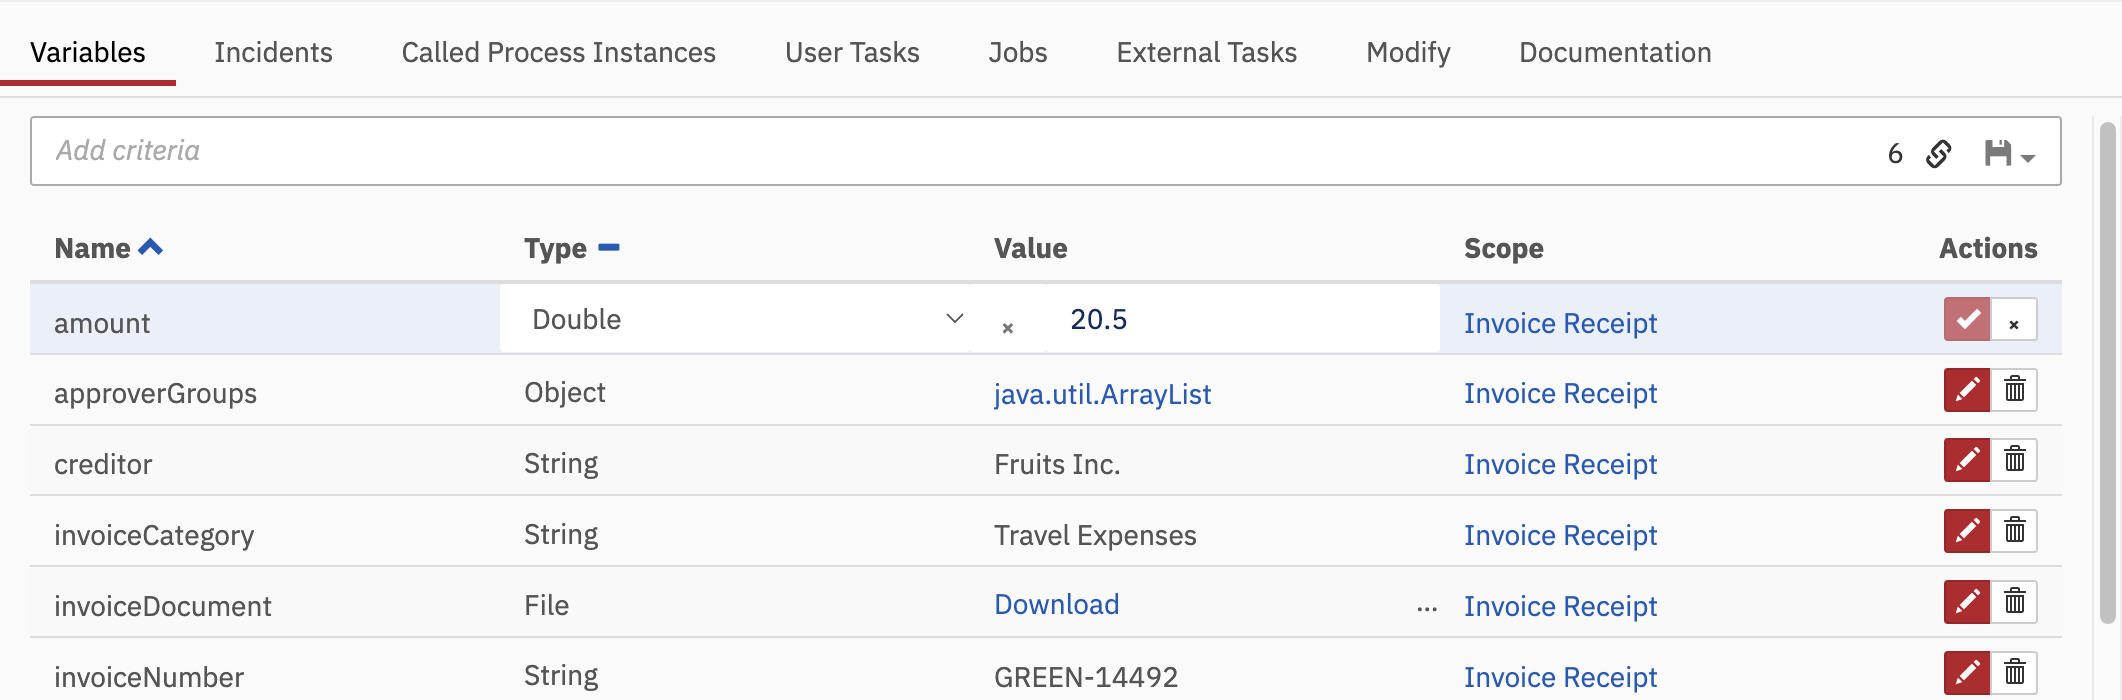 Variables Incidents Called Process Instances User Tasks Jobs External Tasks Modify Documentation
Add criteria 6
Name Type Value Scope Actions
amount Double × 20.5 Invoice Receipt ×
approverGroups Object java.util.ArrayList Invoice Receipt
creditor String Fruits Inc. Invoice Receipt
invoiceCategory String Travel Expenses Invoice Receipt
invoiceDocument File Download ... Invoice Receipt
invoiceNumber String GREEN-14492 Invoice Receipt